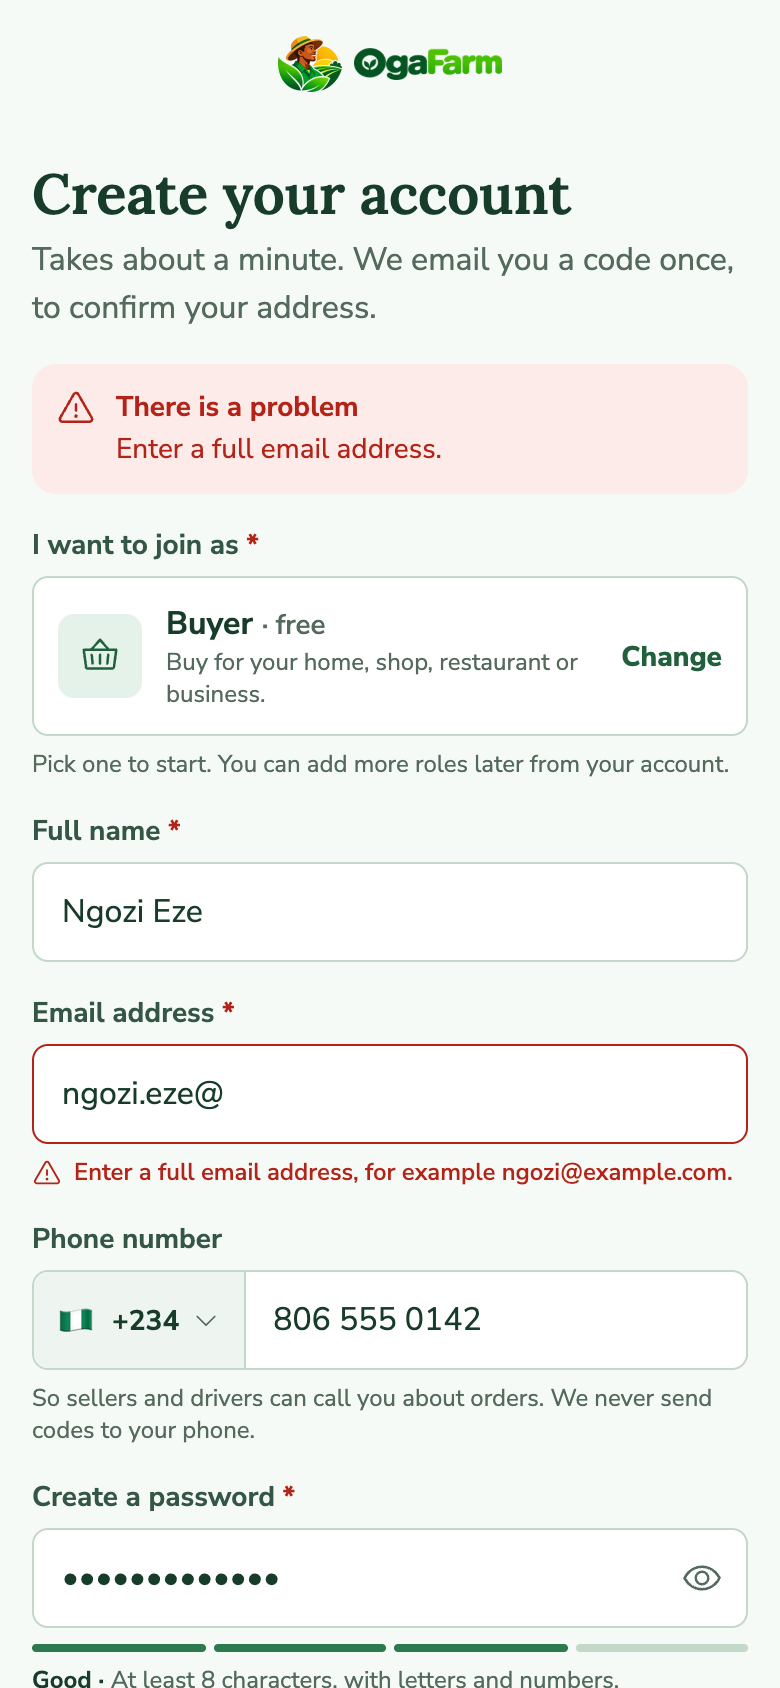 OgaFarm
Create your account
Takes about a minute. We email you a code once,
to confirm your address.
There is a problem
Enter a full email address.
I want to join as *
Buyer · free
Buy for your home, shop, restaurant or
business.
Change
Pick one to start. You can add more roles later from your account.
Full name *
Ngozi Eze
Email address *
ngozi.eze@
Enter a full email address, for example ngozi@example.com.
Phone number
+234
806 555 0142
So sellers and drivers can call you about orders. We never send
codes to your phone.
Create a password *
•••••••••••••
Good · At least 8 characters, with letters and numbers.